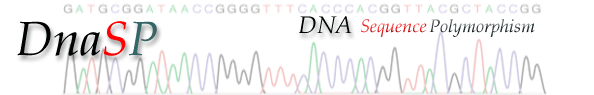 GATGCGGATAACCGGGGTTTCACCCACGGTTACGCTACCGG
DnaSP
DNA Sequence Polymorphism